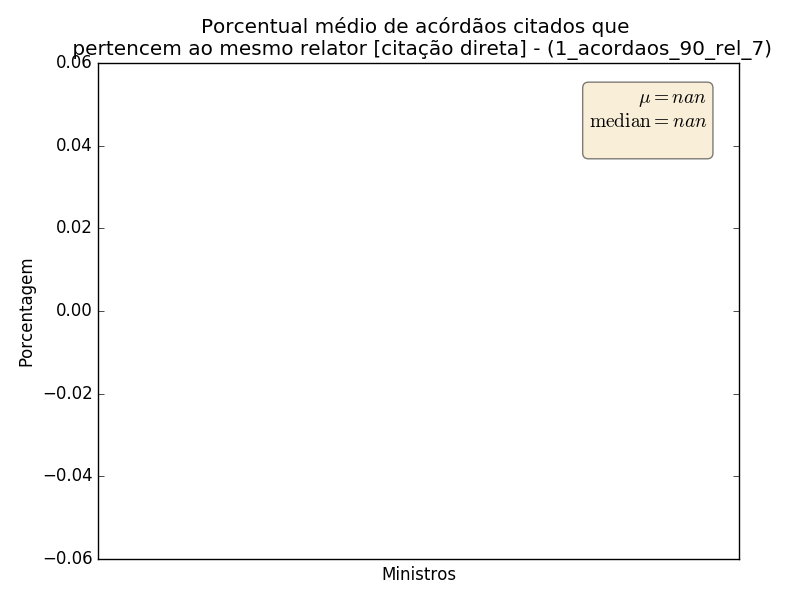 Porcentual médio de acórdãos citados que
pertencem ao mesmo relator [citação direta] - (1_acordaos_90_rel_7)
μ = nan
median = nan
0.06
0.04
0.02
0.00
−0.02
−0.04
−0.06
Porcentagem
Ministros